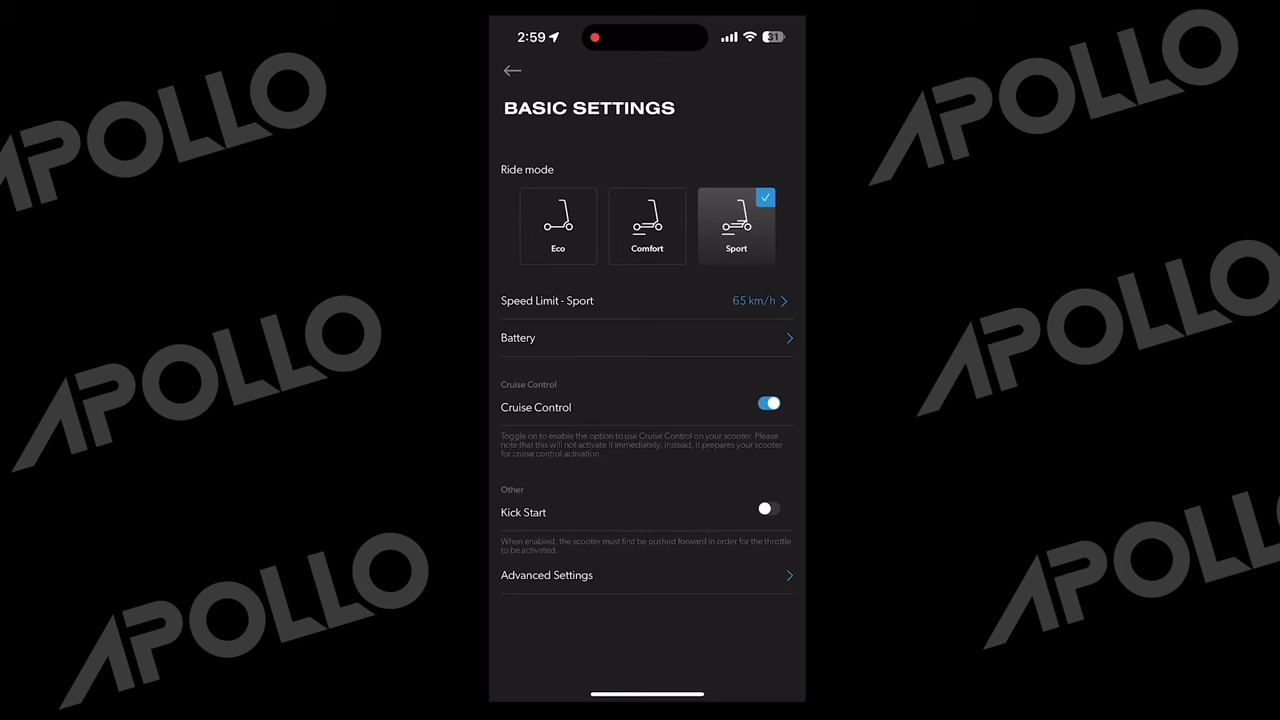 APOLLO
APOLLO
APOLLO
APOLLO
APOLLO
APOLLO
2:59
31
BASIC SETTINGS
Ride mode
Eco
Comfort
Sport
Speed Limit - Sport
65 km/h
Battery
Cruise Control
Cruise Control
Toggle on to enable the option to use Cruise Control on your scooter. Please
note that this will not activate it immediately; instead, it prepares your scooter
for cruise control activation.
Other
Kick Start
When enabled, the scooter must first be pushed forward in order for the throttle
to be activated.
Advanced Settings